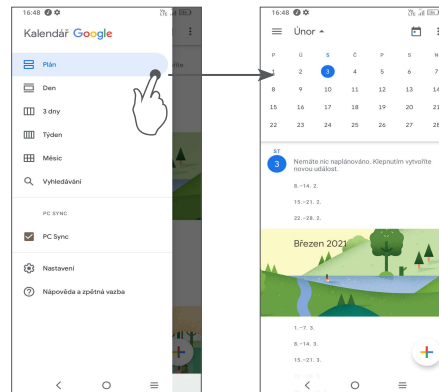 16:48
Kalendář Google
Plán
Den
3 dny
Týden
Měsíc
Vyhledávání
PC SYNC
PC Sync
Nastavení
Nápověda a zpětná vazba
16:48
Únor
P Ú S Č P S N
1 2 3 4 5 6 7
8 9 10 11 12 13 14
15 16 17 18 19 20 21
22 23 24 25 26 27 28
ST
3
Nemáte nic naplánováno. Klepnutím vytvoříte
novou událost.
8.–14. 2.
15.–21. 2.
22.–28. 2.
Březen 2021
1.–7. 3.
8.–14. 3.
15.–21. 3.